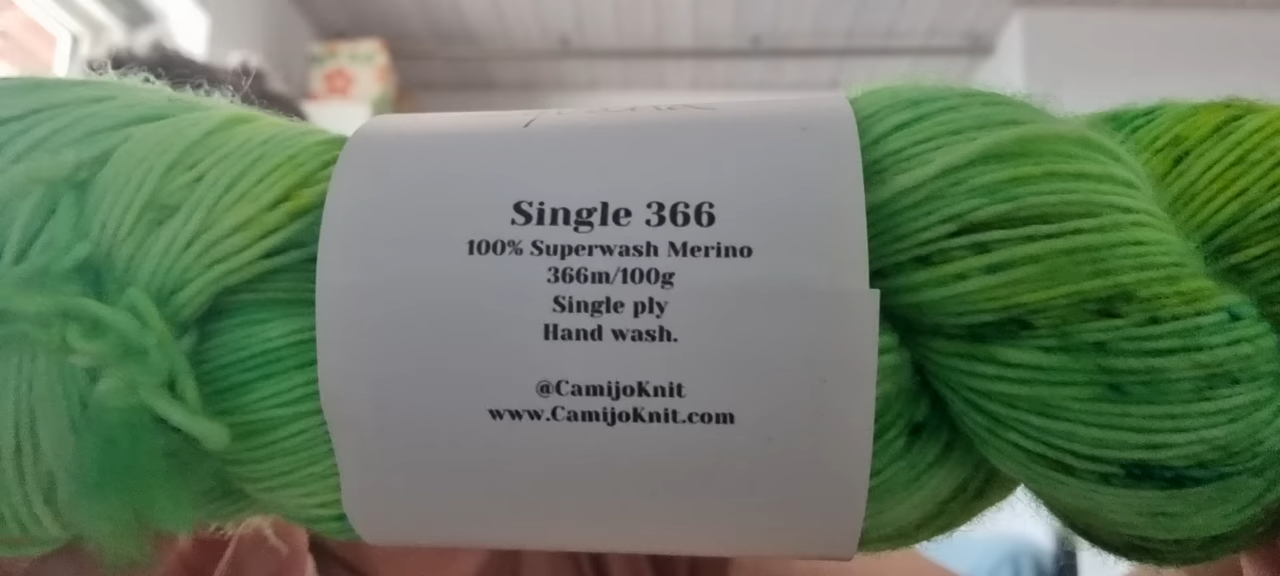 Single 366
100% Superwash Merino
366m/100g
Single ply
Hand wash.
@CamijoKnit
www.CamijoKnit.com